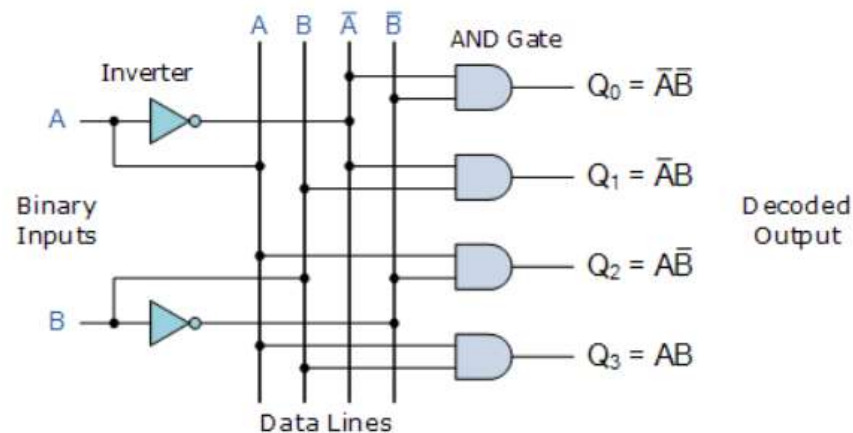 A B A̅ B̅
AND Gate
Inverter
Q₀ = A̅B̅
A
Q₁ = A̅B
Binary
Inputs
Decoded
Output
Q₂ = AB̅
B
Q₃ = AB
Data Lines